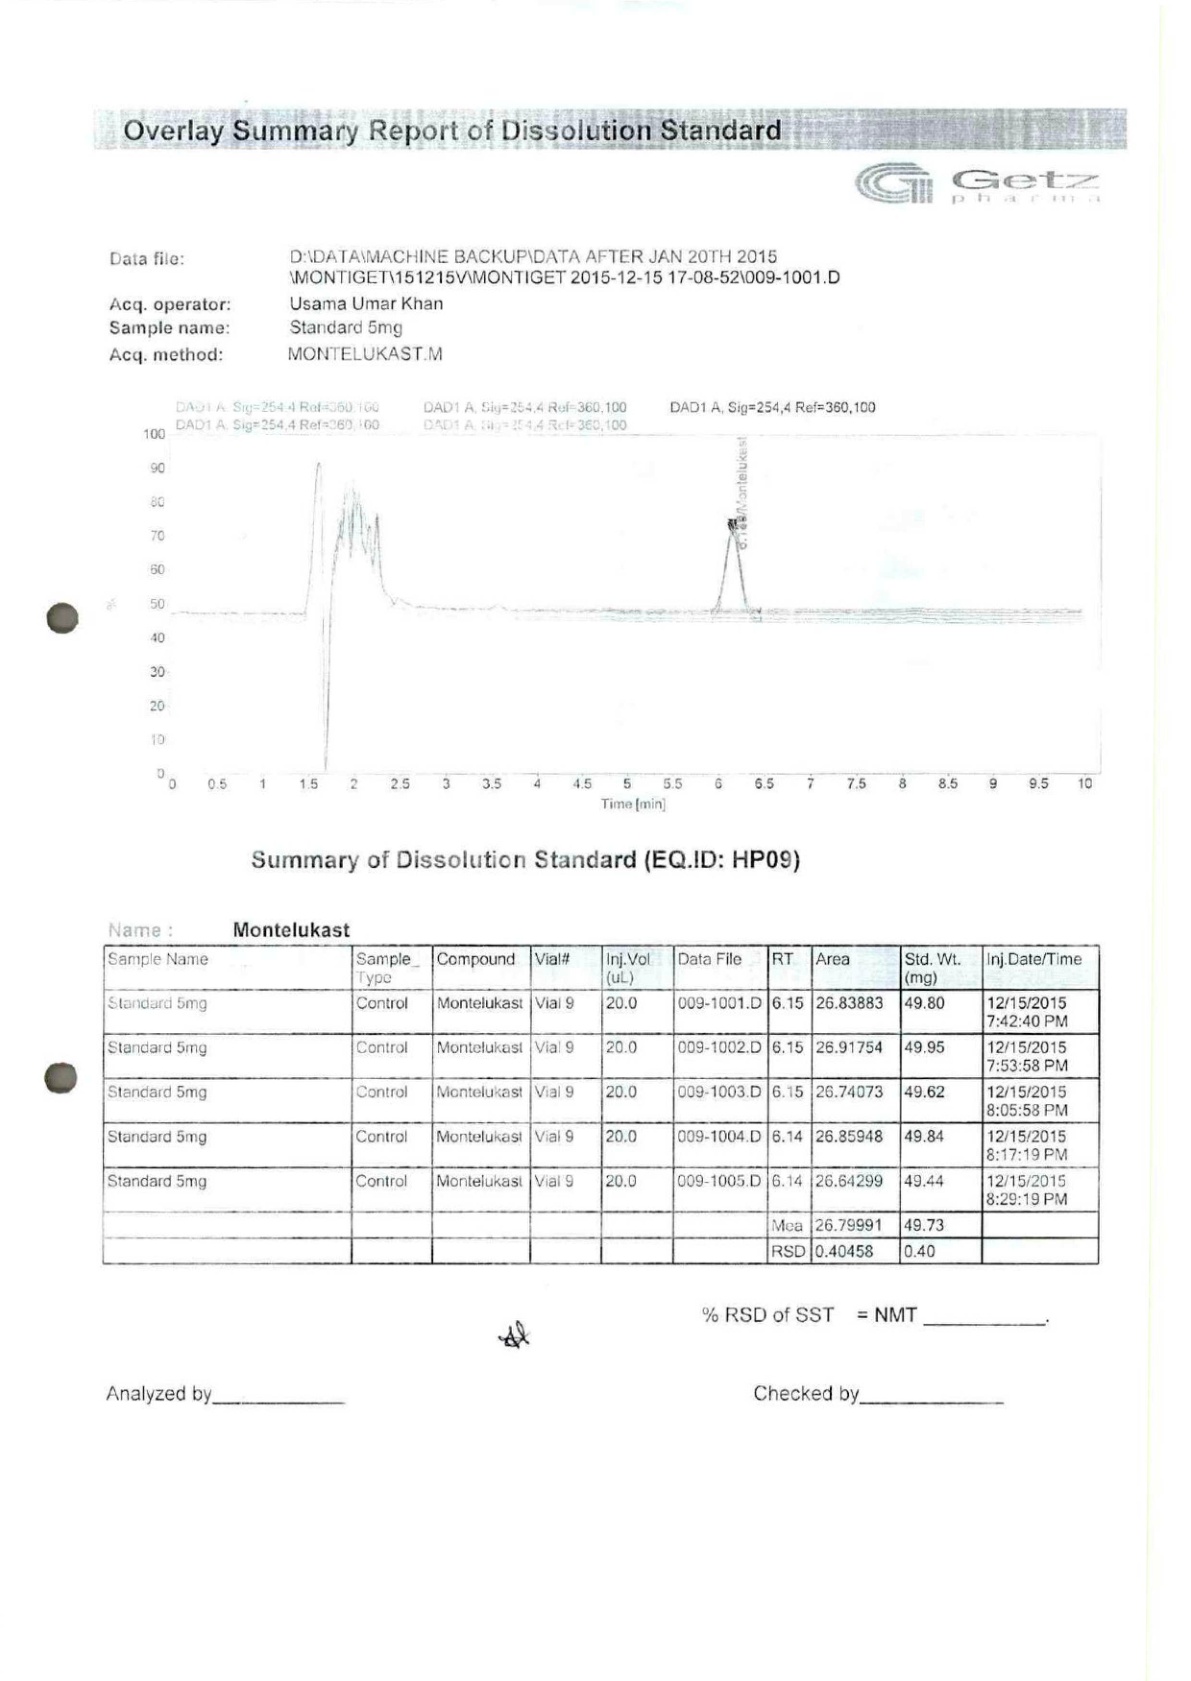 Overlay Summary Report of Dissolution Standard
Getz
pharma
Data file: D:\DATA\MACHINE BACKUP\DATA AFTER JAN 20TH 2015
\MONTIGET\151215V\MONTIGET 2015-12-15 17-08-52\009-1001.D
Acq. operator: Usama Umar Khan
Sample name: Standard 5mg
Acq. method: MONTELUKAST.M
DAD1 A, Sig=254,4 Ref=360,100 DAD1 A, Sig=254,4 Ref=360,100 DAD1 A, Sig=254,4 Ref=360,100
DAD1 A, Sig=254,4 Ref=360,100 DAD1 A, Sig=254,4 Ref=360,100
100
90
80
70
60
% 50
40
30
20
10
0
Montelukast
0 0.5 1 1.5 2 2.5 3 3.5 4 4.5 5 5.5 6 6.5 7 7.5 8 8.5 9 9.5 10
Time [min]
Summary of Dissolution Standard (EQ.ID: HP09)
Name : Montelukast
Sample Name Sample_ Compound Vial# Inj.Vol Data File RT Area Std. Wt. Inj.Date/Time
Type (uL) (mg)
Standard 5mg Control Montelukast Vial 9 20.0 009-1001.D 6.15 26.83883 49.80 12/15/2015
7:42:40 PM
Standard 5mg Control Montelukast Vial 9 20.0 009-1002.D 6.15 26.91754 49.95 12/15/2015
7:53:58 PM
Standard 5mg Control Montelukast Vial 9 20.0 009-1003.D 6.15 26.74073 49.62 12/15/2015
8:05:58 PM
Standard 5mg Control Montelukast Vial 9 20.0 009-1004.D 6.14 26.85948 49.84 12/15/2015
8:17:19 PM
Standard 5mg Control Montelukast Vial 9 20.0 009-1005.D 6.14 26.64299 49.44 12/15/2015
8:29:19 PM
Mea 26.79991 49.73
RSD 0.40458 0.40
% RSD of SST = NMT ____________.
Analyzed by____________ Checked by____________